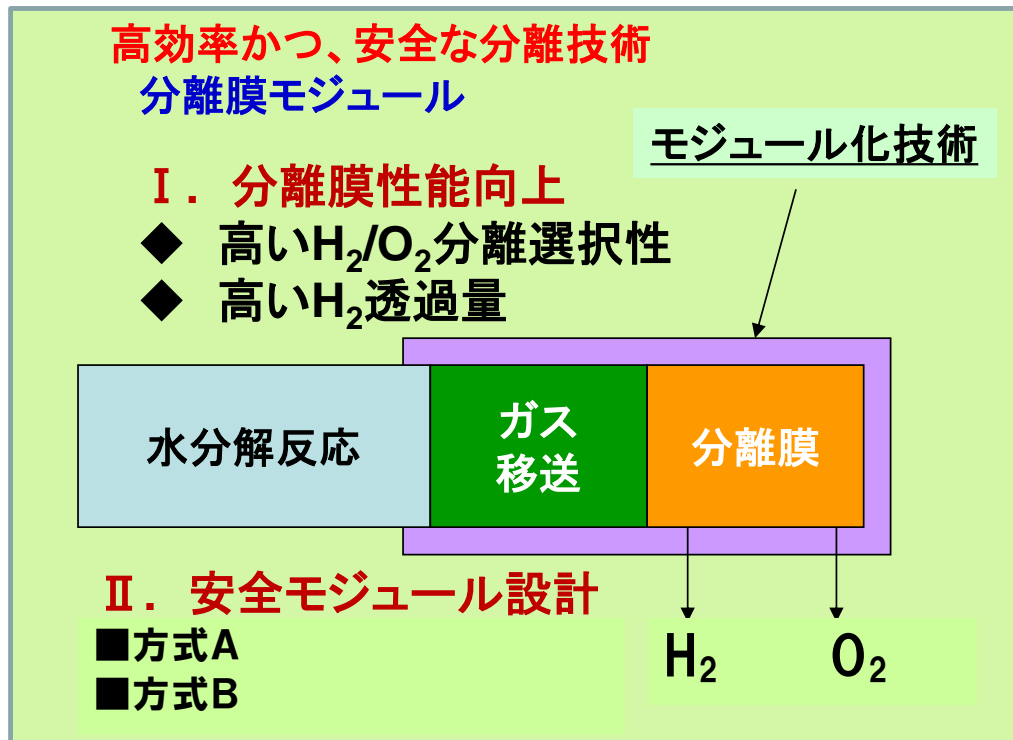 高効率かつ、安全な分離技術
分離膜モジュール
モジュール化技術
Ⅰ．分離膜性能向上
◆ 高いH₂/O₂分離選択性
◆ 高いH₂透過量
水分解反応
ガス
移送
分離膜
Ⅱ．安全モジュール設計
■方式A
■方式B
H₂
O₂